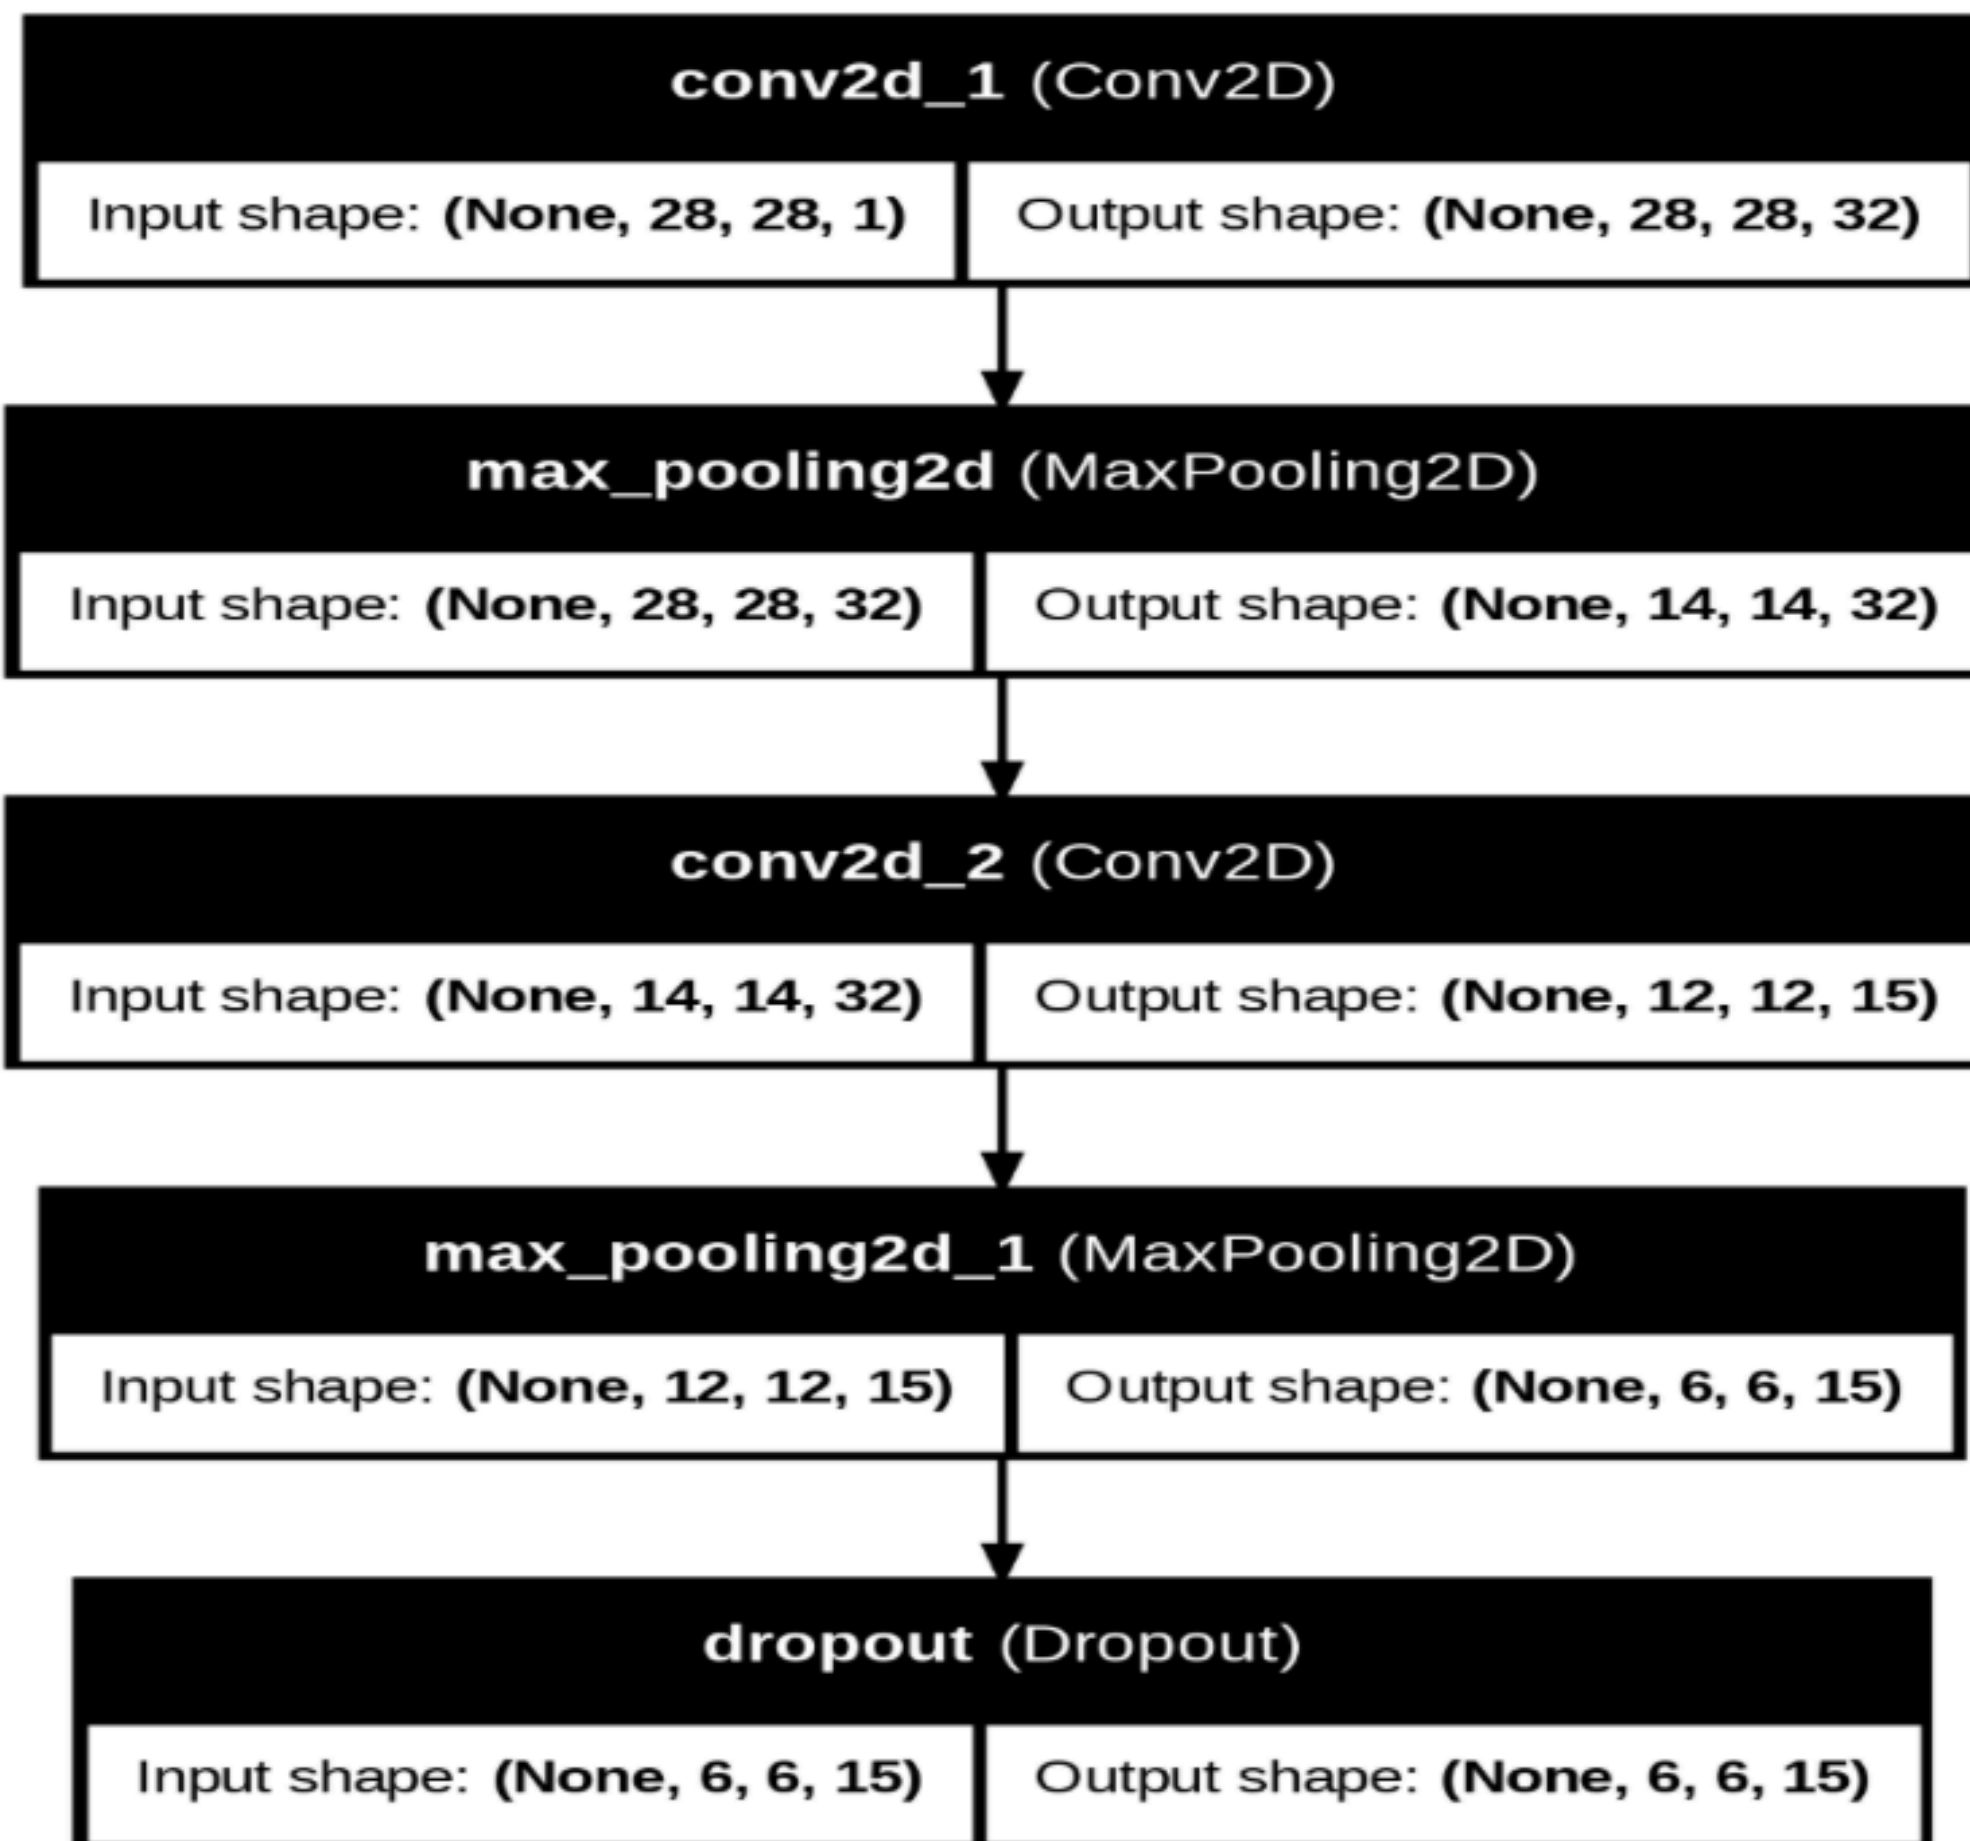 conv2d_1 (Conv2D)
Input shape: (None, 28, 28, 1) Output shape: (None, 28, 28, 32)
max_pooling2d (MaxPooling2D)
Input shape: (None, 28, 28, 32) Output shape: (None, 14, 14, 32)
conv2d_2 (Conv2D)
Input shape: (None, 14, 14, 32) Output shape: (None, 12, 12, 15)
max_pooling2d_1 (MaxPooling2D)
Input shape: (None, 12, 12, 15) Output shape: (None, 6, 6, 15)
dropout (Dropout)
Input shape: (None, 6, 6, 15) Output shape: (None, 6, 6, 15)